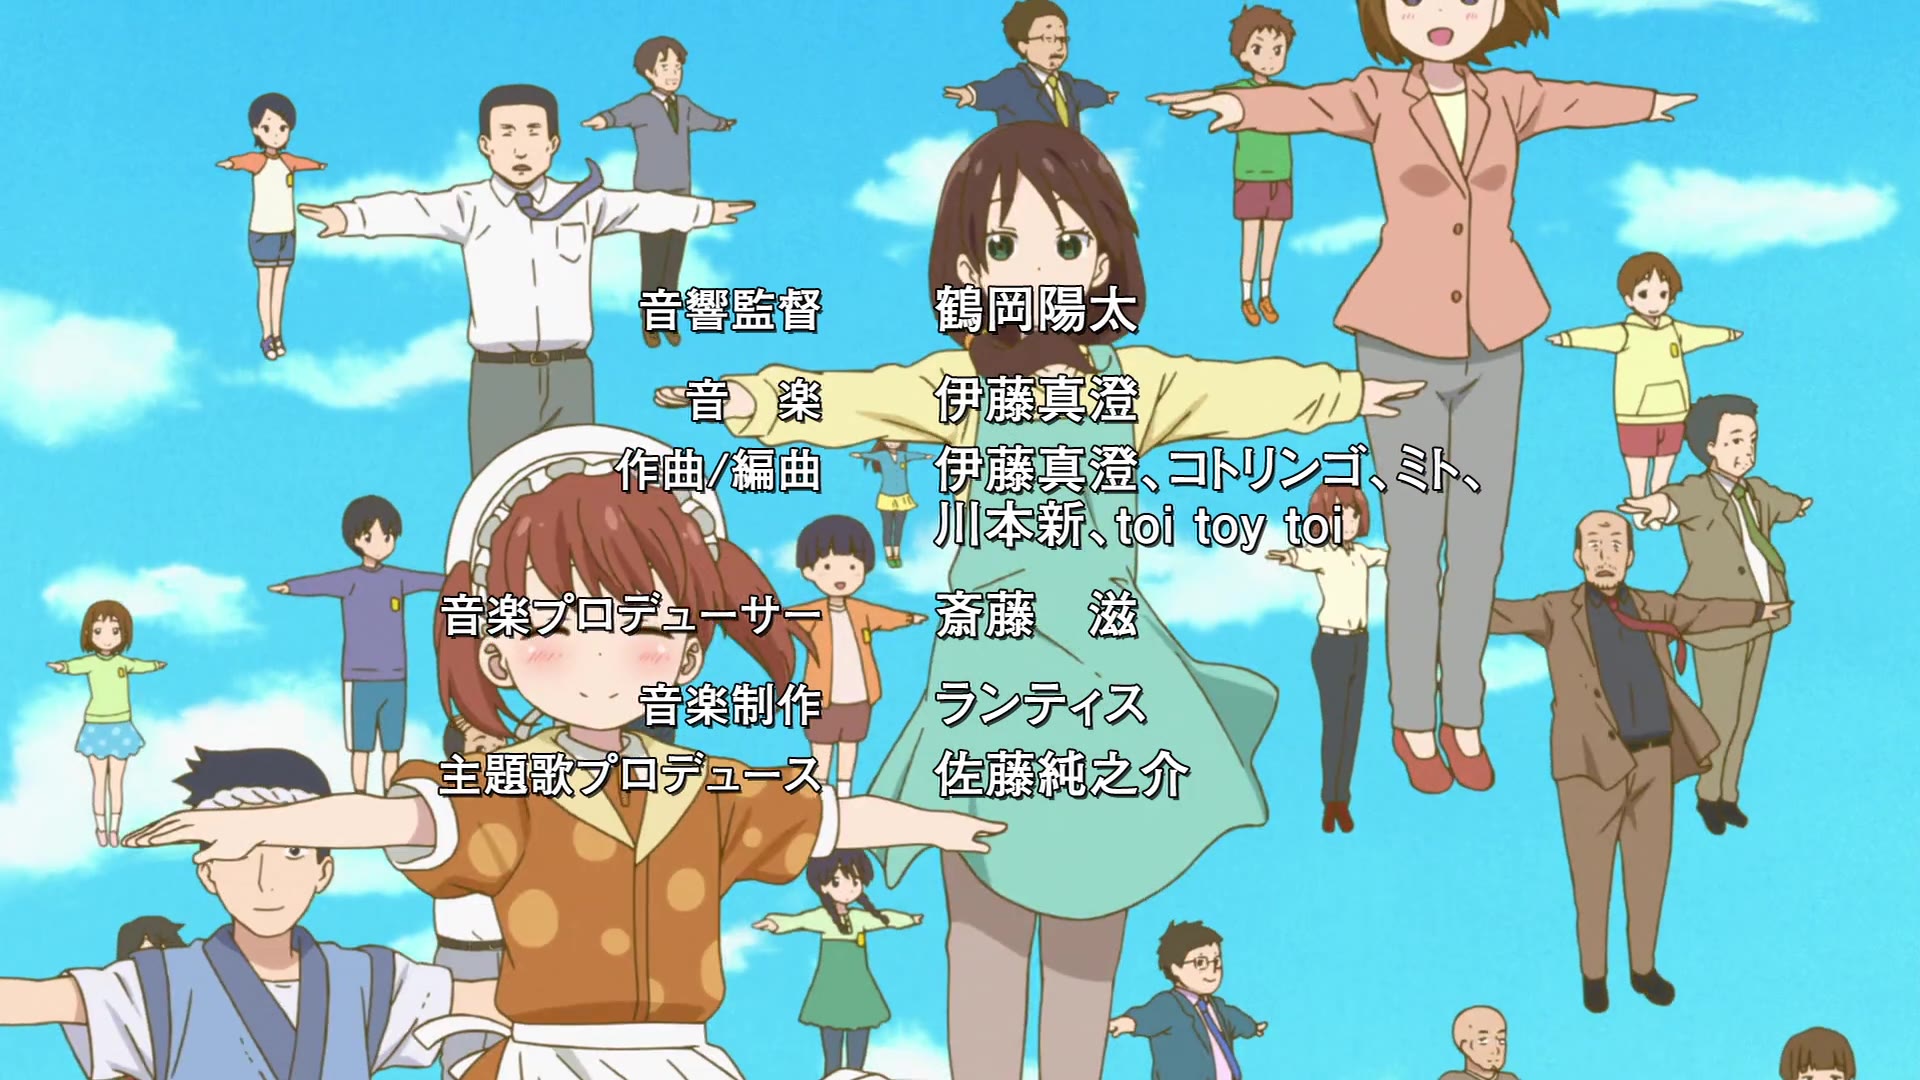 音響監督 鶴岡陽太
音 楽 伊藤真澄
作曲/編曲 伊藤真澄、コトリンゴ、ミト、
川本新、toi toy toi
音楽プロデューサー 斎藤 滋
音楽制作 ランティス
主題歌プロデュース 佐藤純之介